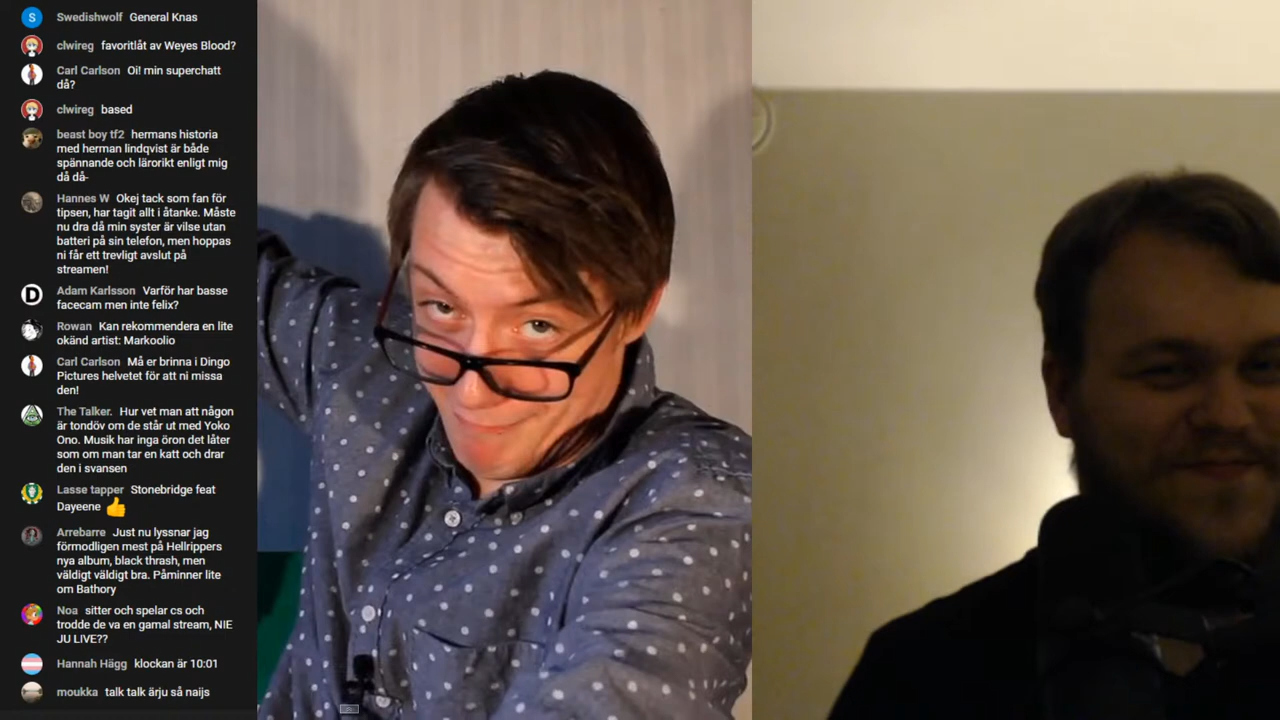 S Swedishwolf General Knas
clwireg favoritlåt av Weyes Blood?
Carl Carlson Oi! min superchatt
då?
clwireg based
beast boy tf2 hermans historia
med herman lindqvist är både
spännande och lärorikt enligt mig
då då-
Hannes W Okej tack som fan för
tipsen, har tagit allt i åtanke. Måste
nu dra då min syster är vilse utan
batteri på sin telefon, men hoppas
ni får ett trevligt avslut på
streamen!
D Adam Karlsson Varför har basse
facecam men inte felix?
Rowan Kan rekommendera en lite
okänd artist: Markoolio
Carl Carlson Må er brinna i Dingo
Pictures helvetet för att ni missa
den!
The Talker. Hur vet man att någon
är tondöv om de står ut med Yoko
Ono. Musik har inga öron det låter
som om man tar en katt och drar
den i svansen
Lasse tapper Stonebridge feat
Dayeene 👍
Arrebarre Just nu lyssnar jag
förmodligen mest på Hellrippers
nya album, black thrash, men
väldigt väldigt bra. Påminner lite
om Bathory
Noa sitter och spelar cs och
trodde de va en gamal stream, NIE
JU LIVE??
Hannah Hägg klockan är 10:01
moukka talk talk ärju så naijs